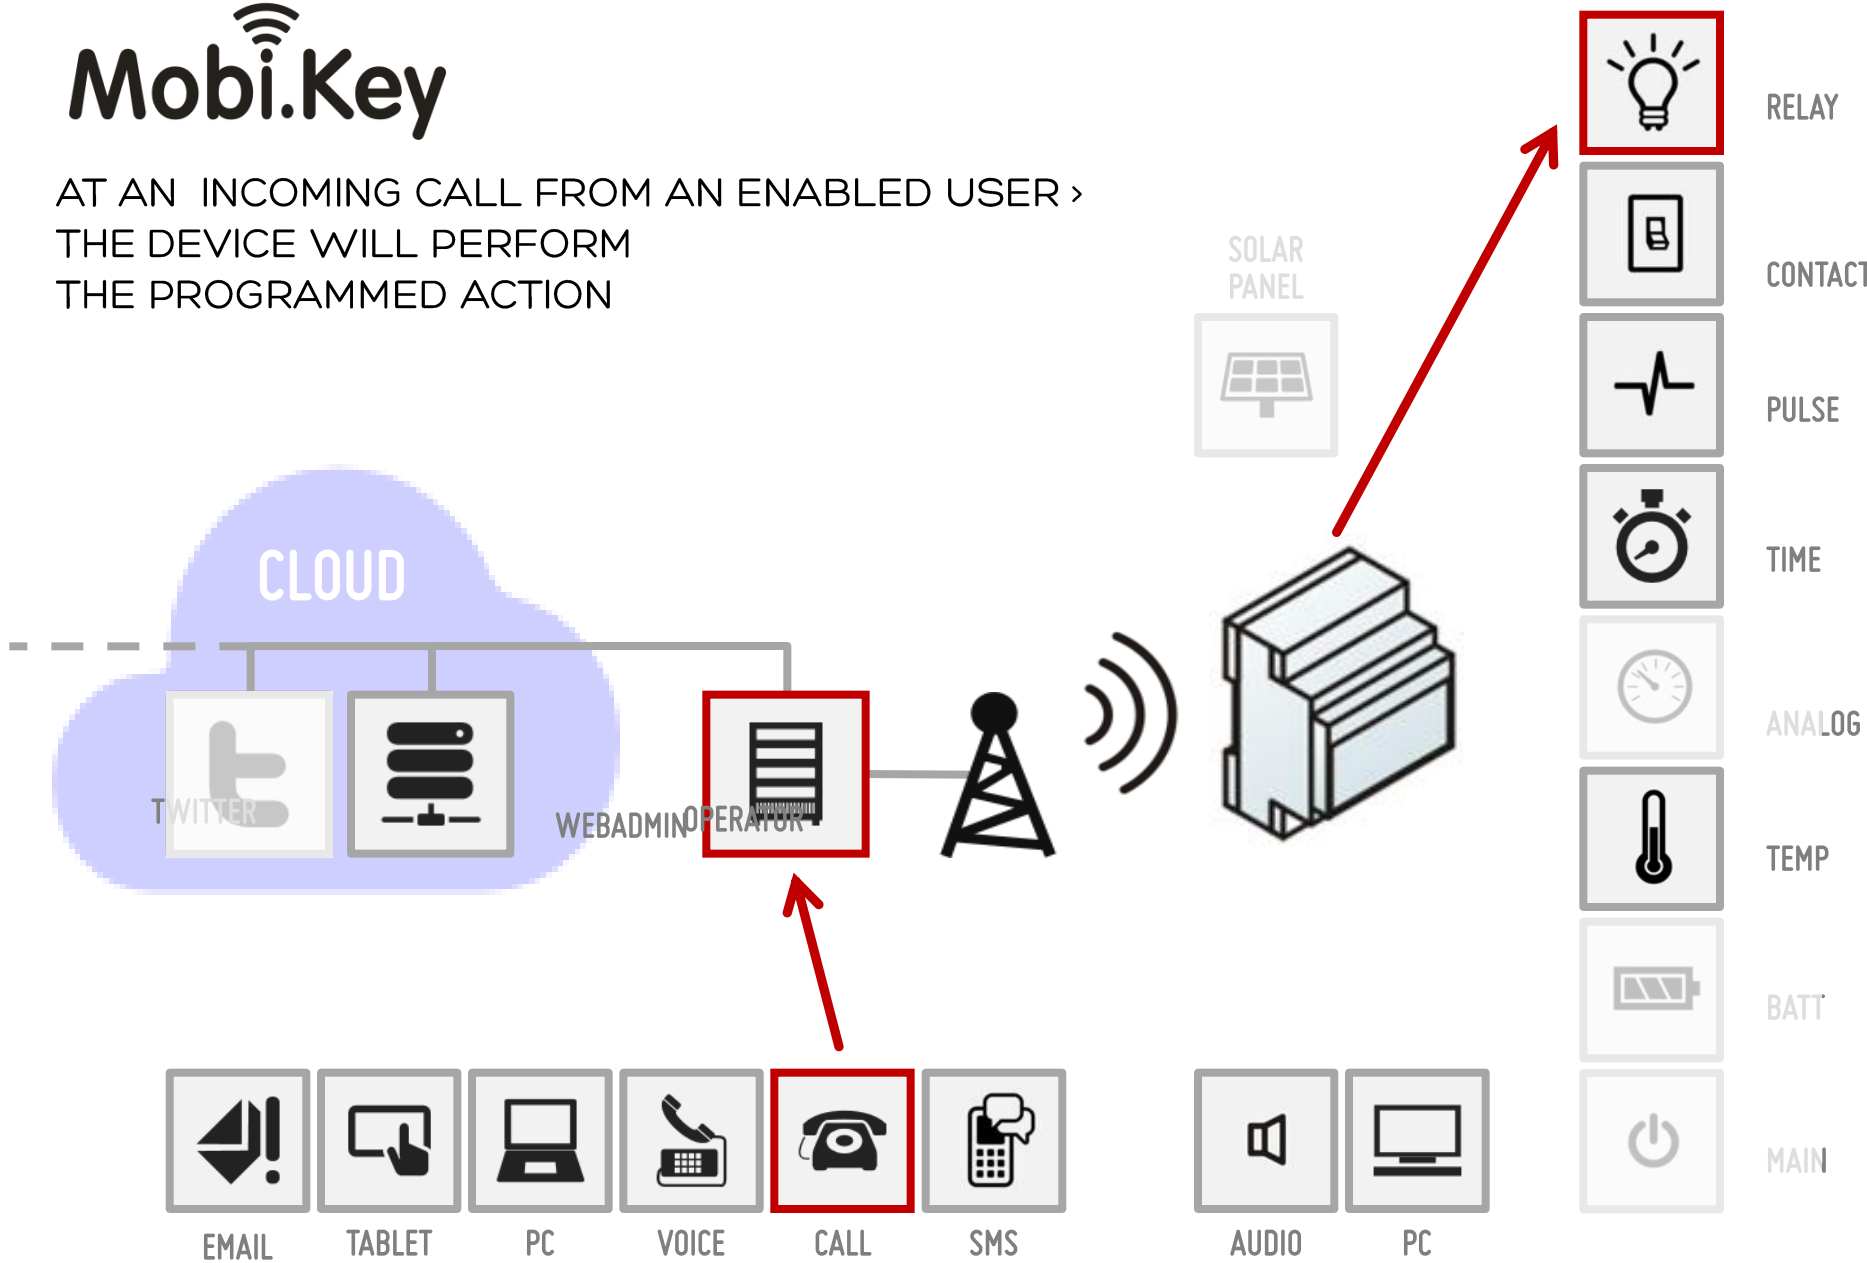 Mobi.Key
AT AN INCOMING CALL FROM AN ENABLED USER >
THE DEVICE WILL PERFORM
THE PROGRAMMED ACTION
RELAY
CONTACT
SOLAR
PANEL
PULSE
CLOUD
TIME
ANALOG
TWITTER
WEBADMIN
OPERATOR
TEMP
BATT
MAIN
EMAIL
TABLET
PC
VOICE
CALL
SMS
AUDIO
PC